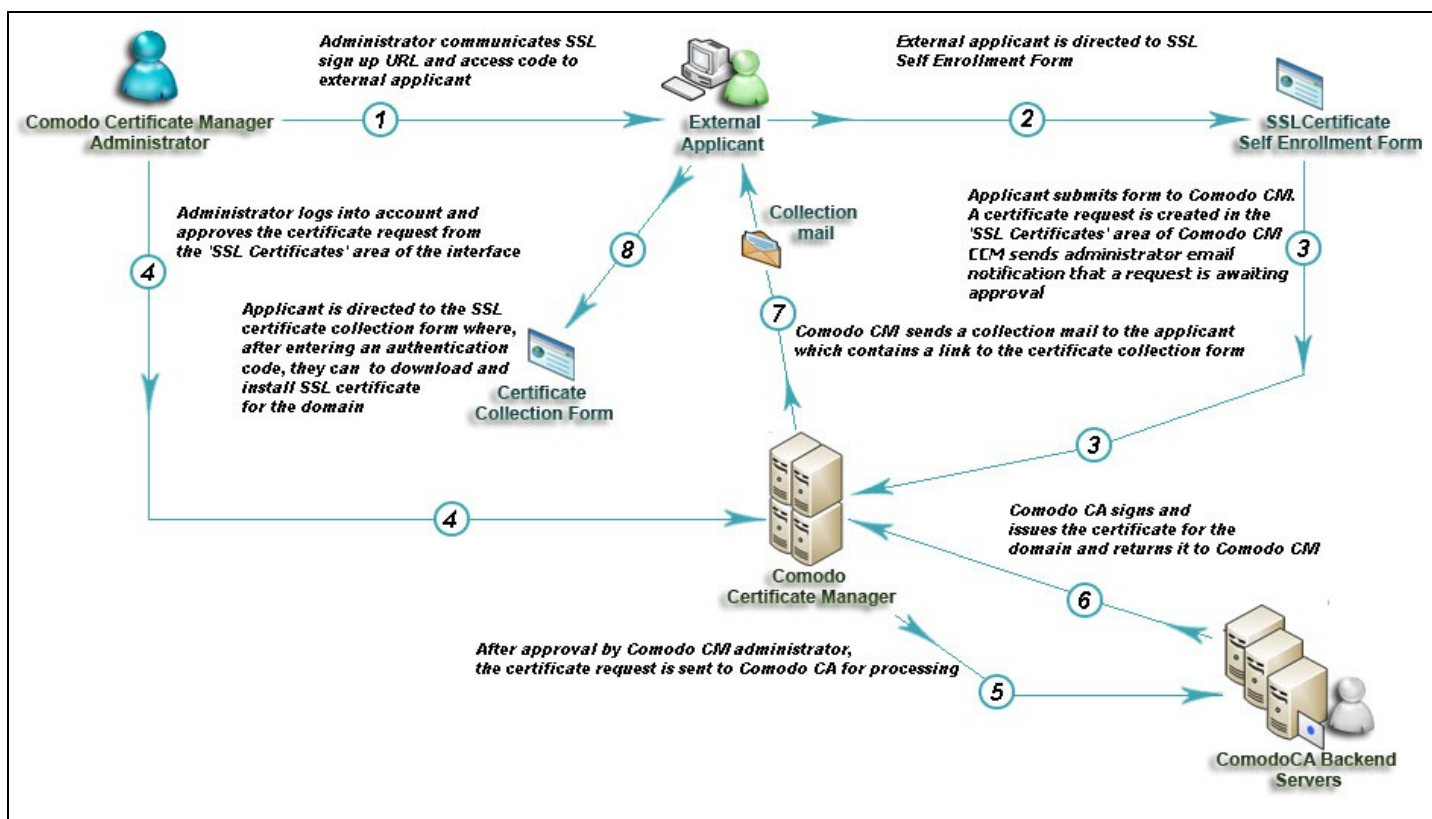 Administrator communicates SSL
sign up URL and access code to
external applicant
External applicant is directed to SSL
Self Enrollment Form
Comodo Certificate Manager
Administrator
1
External
Applicant
2
SSLCertificate
Self Enrollment Form
Administrator logs into account and
approves the certificate request from
the 'SSL Certificates' area of the interface
4
Collection
mail
8
Applicant submits form to Comodo CM.
A certificate request is created in the
'SSL Certificates' area of Comodo CM
CCM sends administrator email
notification that a request is awaiting
approval
3
Applicant is directed to the SSL
certificate collection form where,
after entering an authentication
code, they can to download and
install SSL certificate
for the domain
Certificate
Collection Form
7
Comodo CM sends a collection mail to the applicant
which contains a link to the certificate collection form
3
4
Comodo
Certificate Manager
Comodo CA signs and
issues the certificate for the
domain and returns it to Comodo CM
6
After approval by Comodo CM administrator,
the certificate request is sent to Comodo CA for processing
5
ComodoCA Backend
Servers